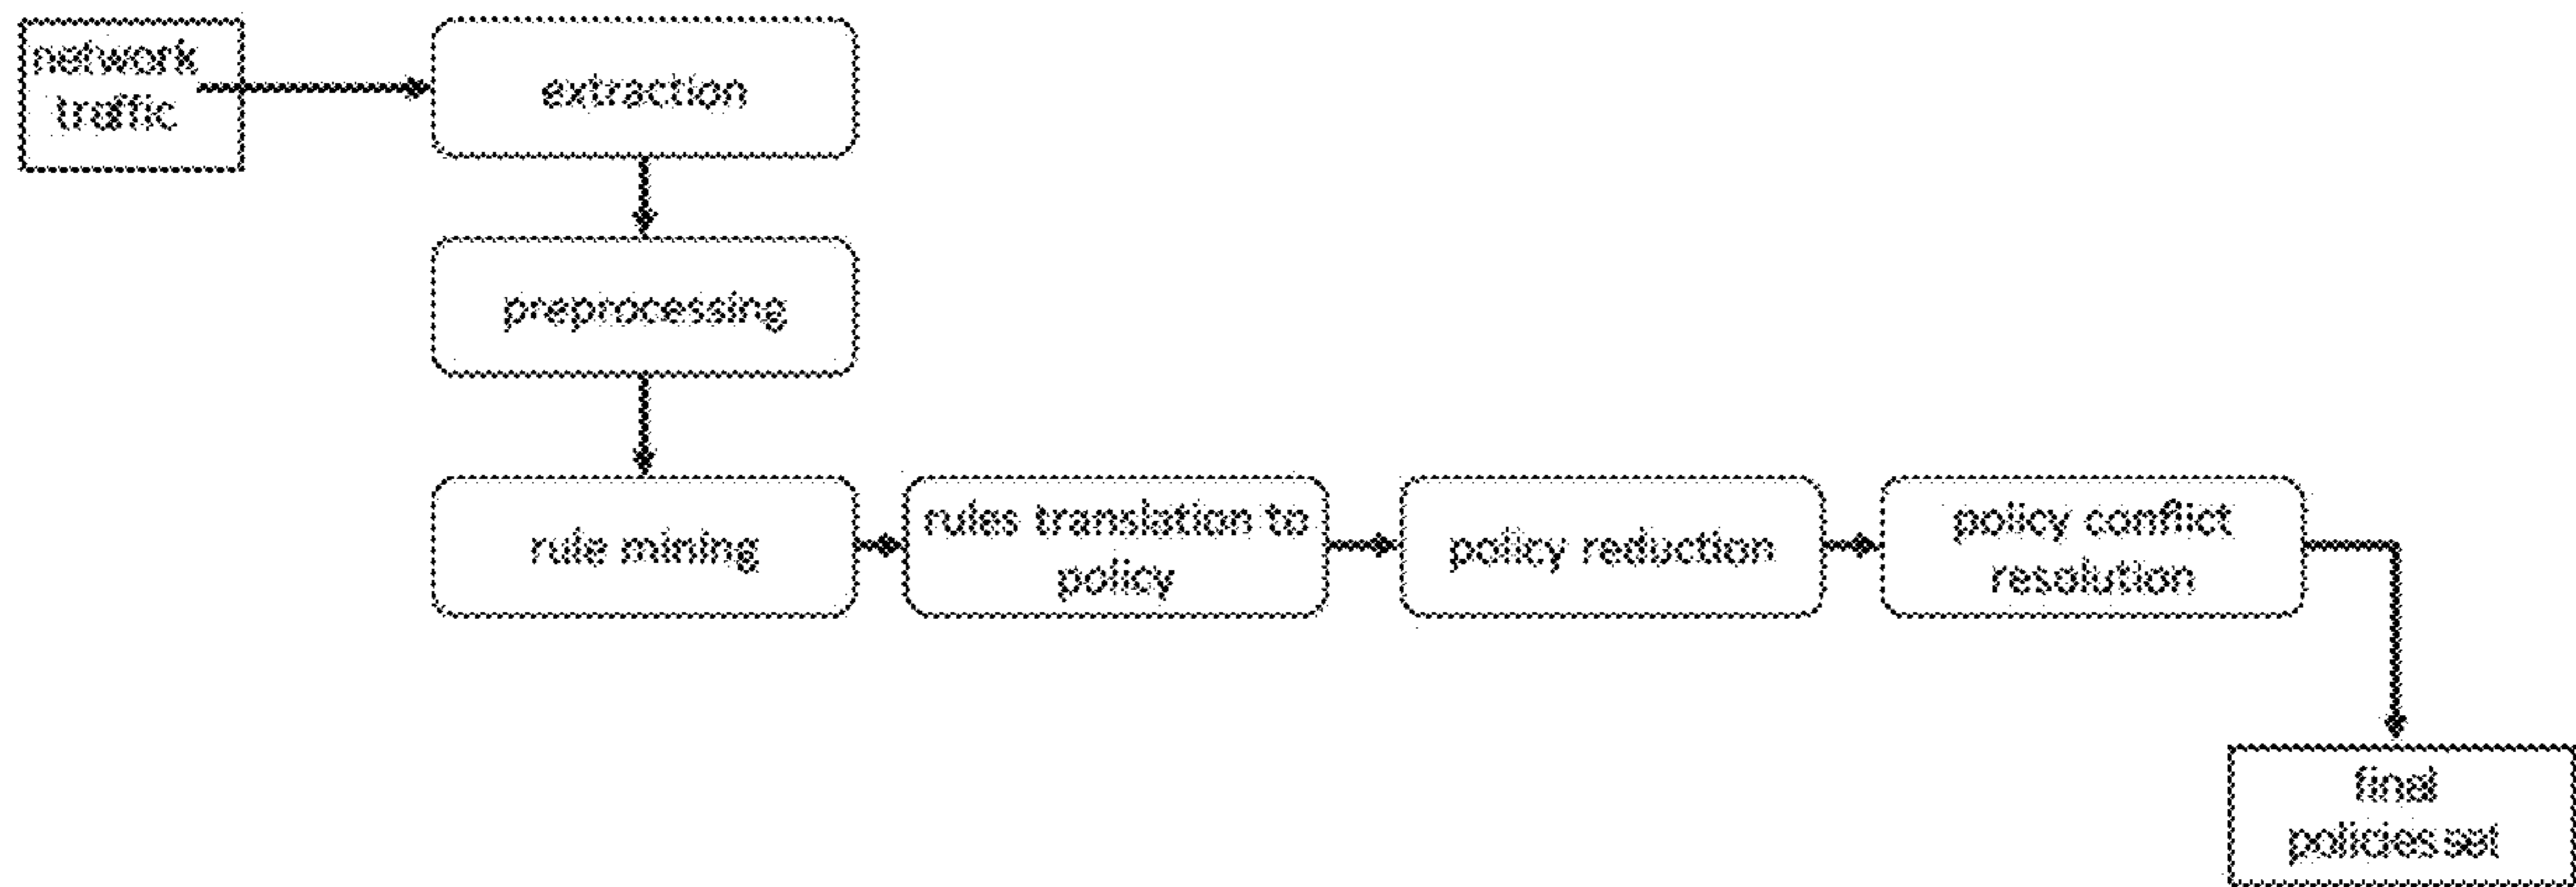 network
traffic
extraction
preprocessing
rule mining
rules translation to
policy
policy reduction
policy conflict
resolution
final
policies set